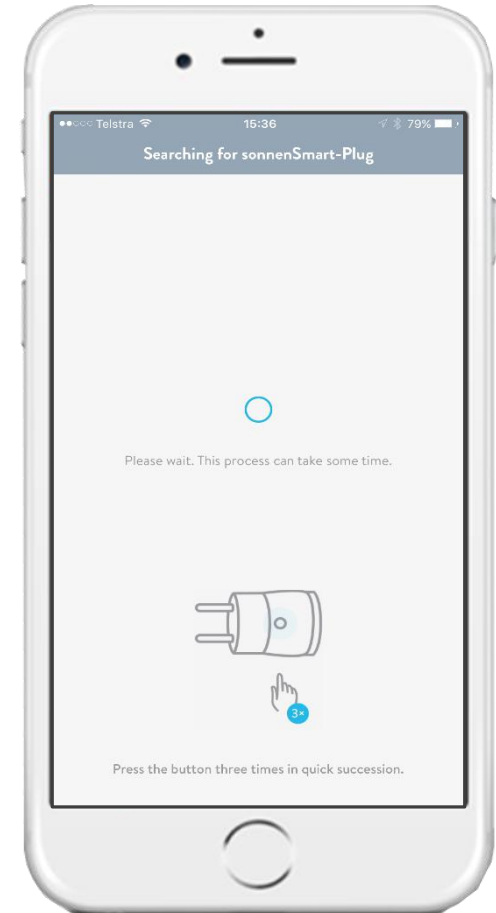 Telstra 15:36 79%
Searching for sonnenSmart-Plug
Please wait. This process can take some time.
3×
Press the button three times in quick succession.